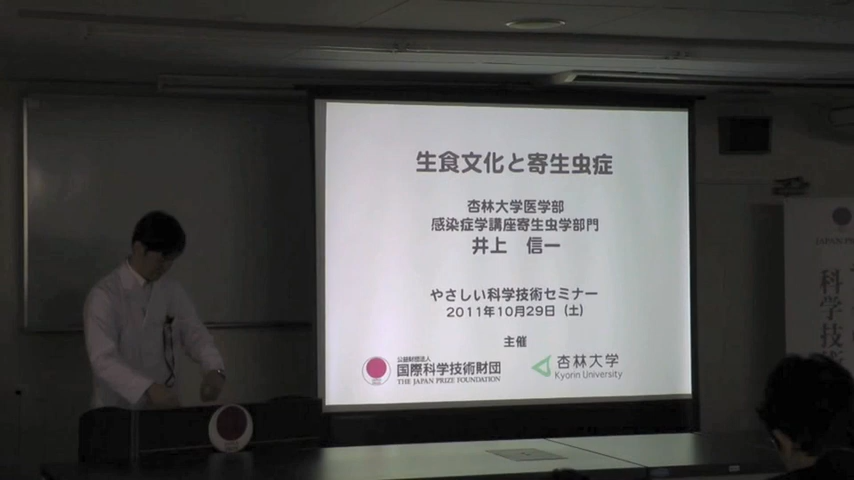 生食文化と寄生虫症
杏林大学医学部
感染症学講座寄生虫学部門
井上 信一
やさしい科学技術セミナー
2011年10月29日（土）
主催
公益財団法人
国際科学技術財団
THE JAPAN PRIZE FOUNDATION
杏林大学
Kyorin University
JAPAN PRIZE
科学技術